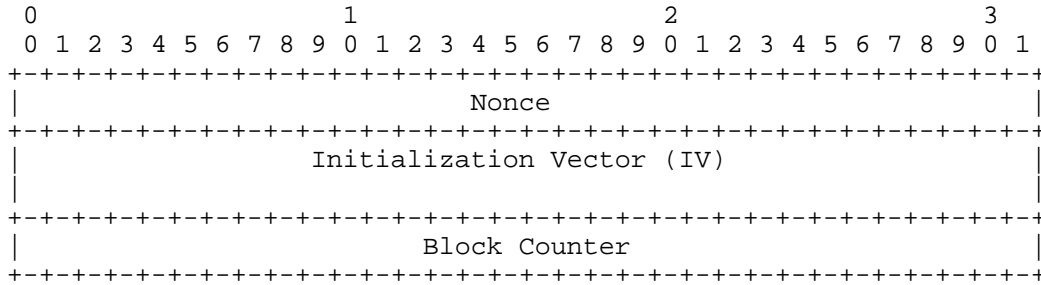 0                   1                   2                   3
 0 1 2 3 4 5 6 7 8 9 0 1 2 3 4 5 6 7 8 9 0 1 2 3 4 5 6 7 8 9 0 1
+-+-+-+-+-+-+-+-+-+-+-+-+-+-+-+-+-+-+-+-+-+-+-+-+-+-+-+-+-+-+-+-+
|                            Nonce                              |
+-+-+-+-+-+-+-+-+-+-+-+-+-+-+-+-+-+-+-+-+-+-+-+-+-+-+-+-+-+-+-+-+
|                  Initialization Vector (IV)                   |
|                                                               |
+-+-+-+-+-+-+-+-+-+-+-+-+-+-+-+-+-+-+-+-+-+-+-+-+-+-+-+-+-+-+-+-+
|                         Block Counter                         |
+-+-+-+-+-+-+-+-+-+-+-+-+-+-+-+-+-+-+-+-+-+-+-+-+-+-+-+-+-+-+-+-+